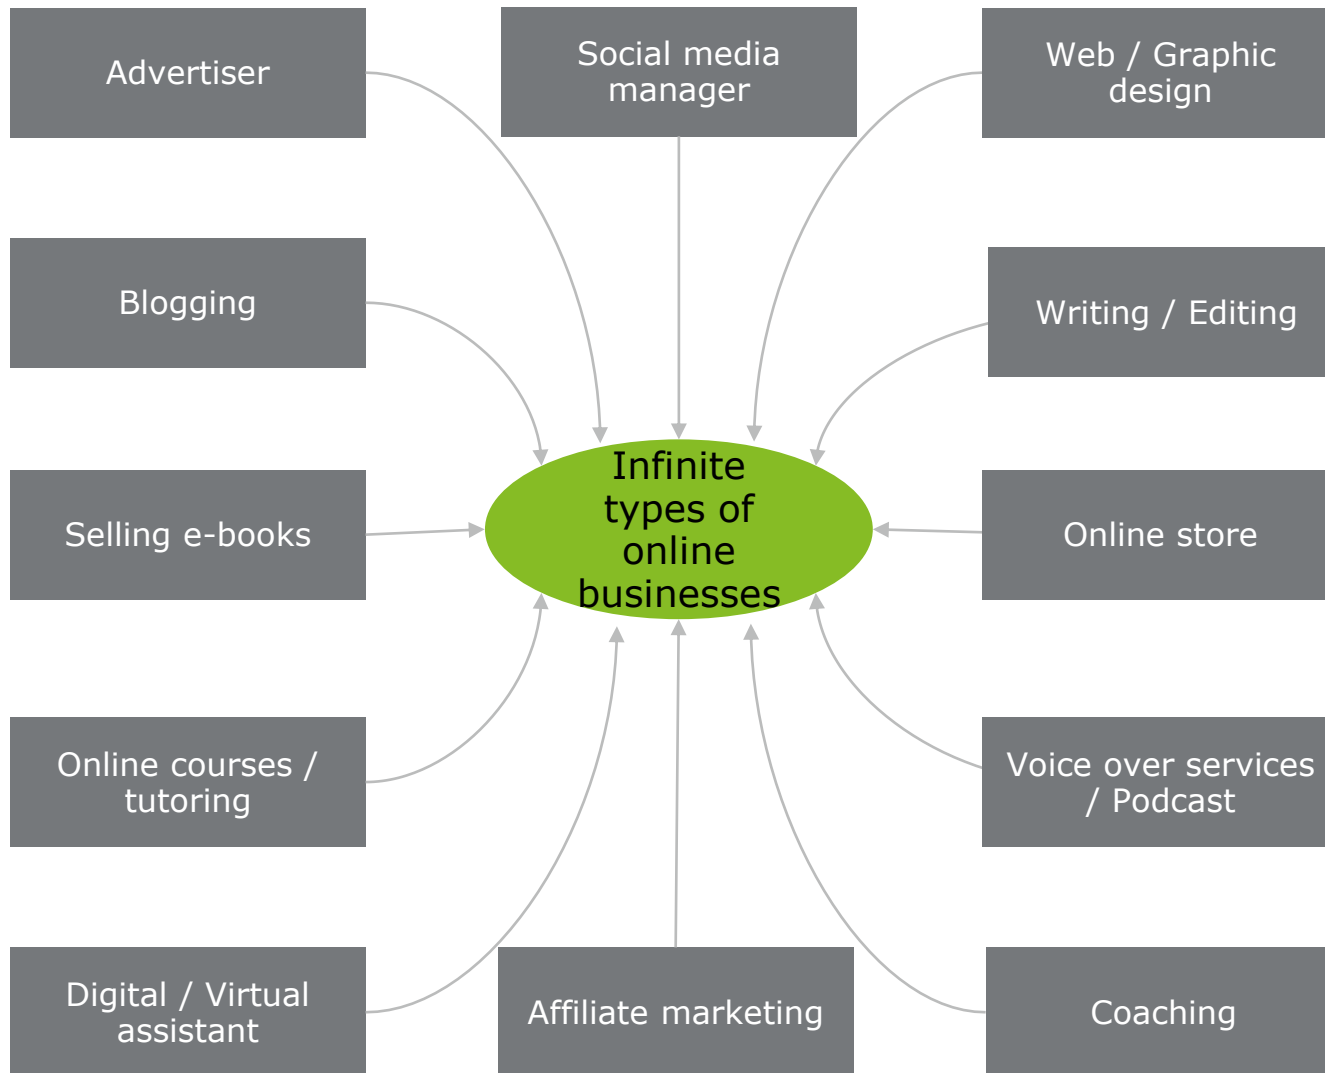 Advertiser
Social media
manager
Web / Graphic
design
Blogging
Writing / Editing
Infinite
types of
online
businesses
Selling e-books
Online store
Online courses /
tutoring
Voice over services
/ Podcast
Digital / Virtual
assistant
Affiliate marketing
Coaching